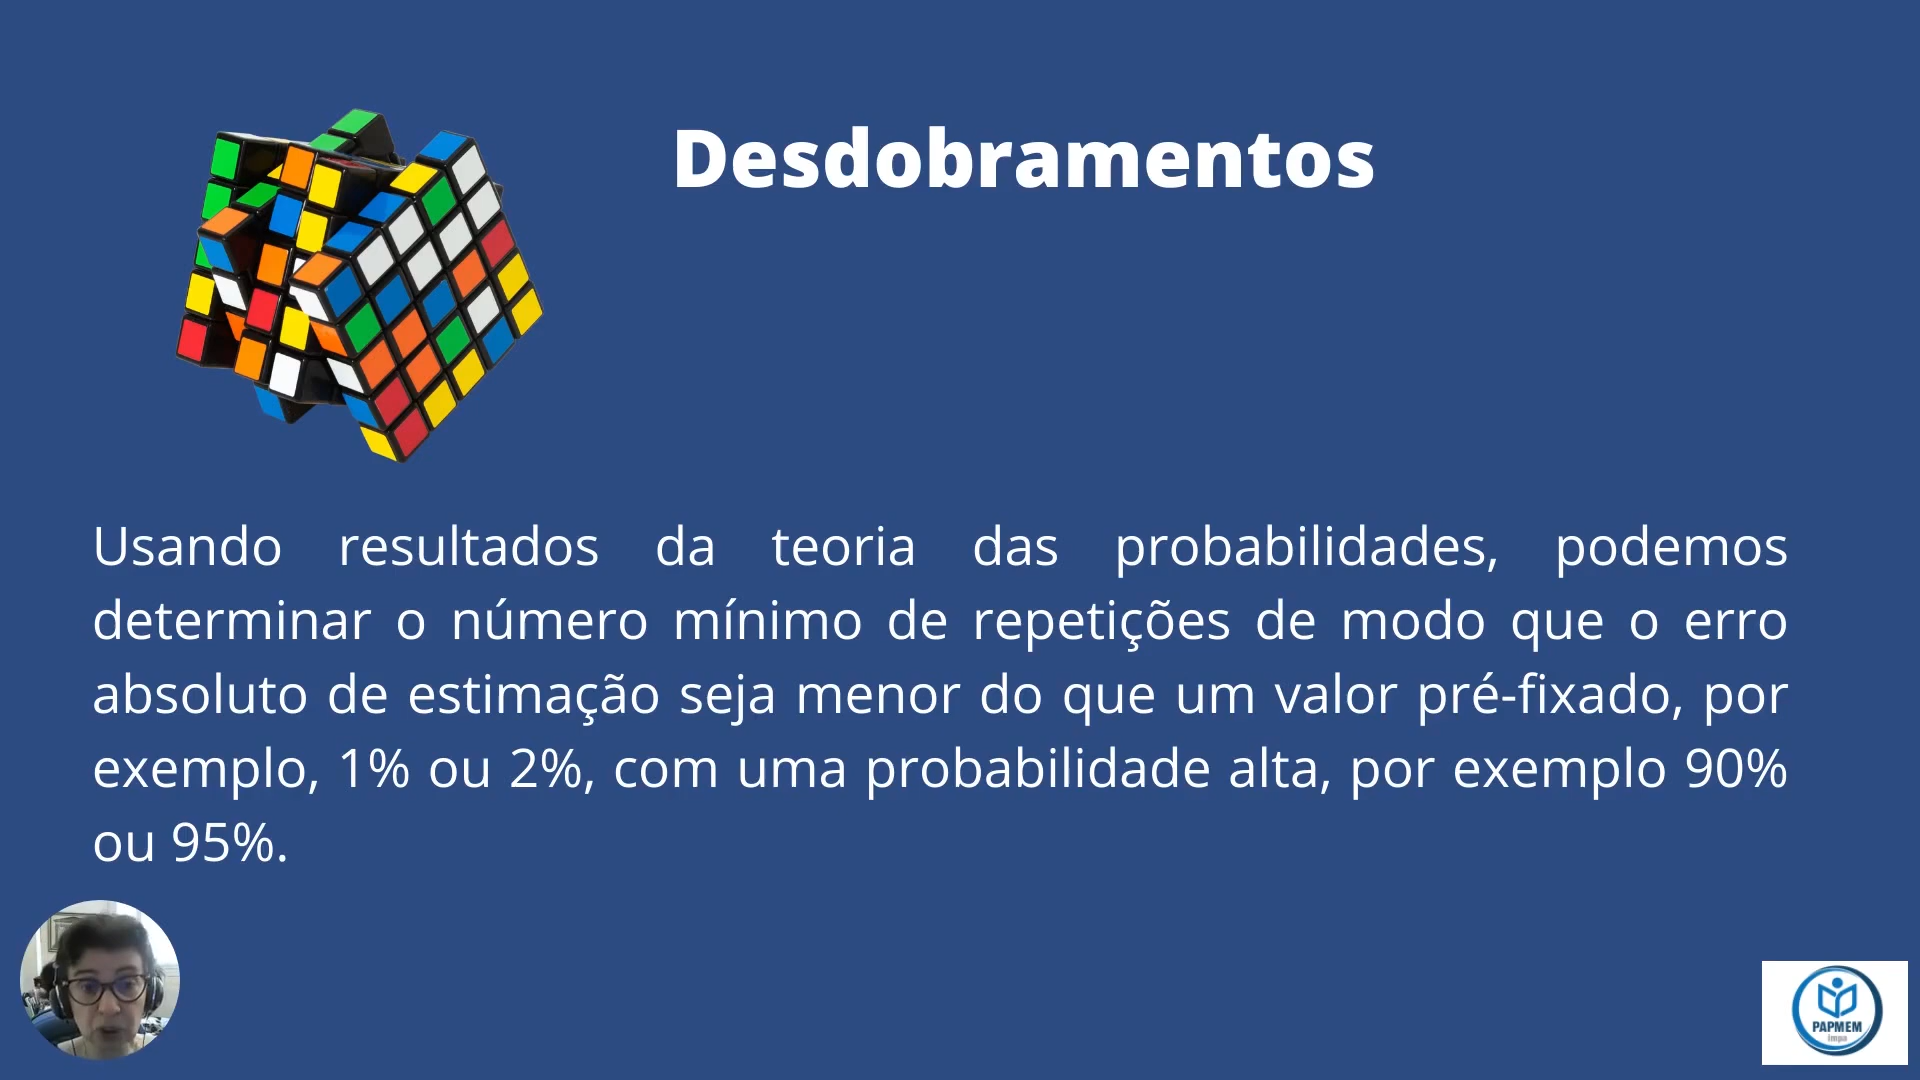 Desdobramentos
Usando resultados da teoria das probabilidades, podemos
determinar o número mínimo de repetições de modo que o erro
absoluto de estimação seja menor do que um valor pré-fixado, por
exemplo, 1% ou 2%, com uma probabilidade alta, por exemplo 90%
ou 95%.
PAPMEM
impa